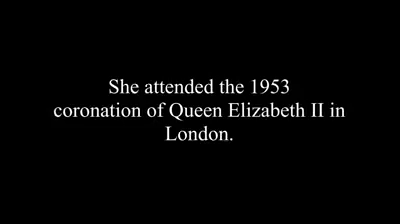 She attended the 1953
coronation of Queen Elizabeth II in
London.